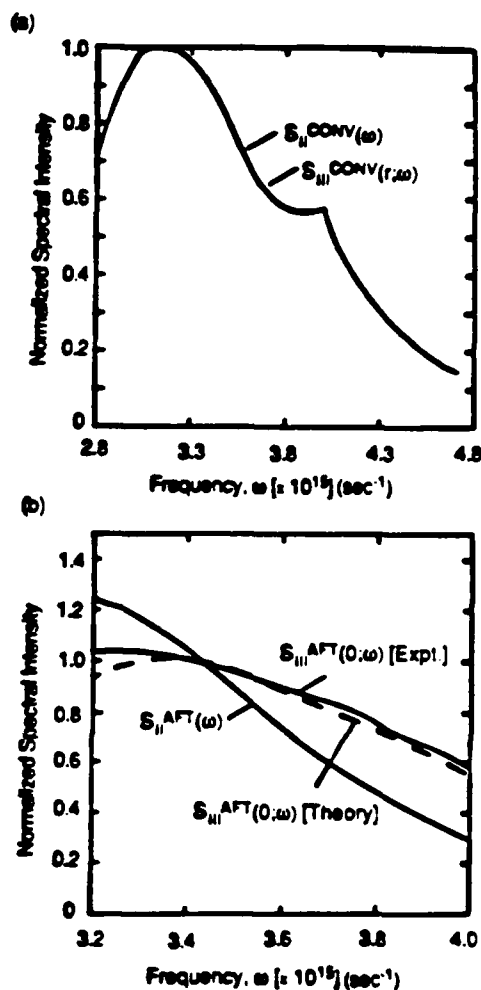 (a)
1.0
0.8
0.6
0.4
0.2
0
Normalized Spectral Intensity
S_II^CONV(ω)
S_III^CONV(r;ω)
2.8 3.3 3.8 4.3 4.8
Frequency, ω [x 10^15] (sec^-1)
(b)
1.4
1.2
1.0
0.8
0.6
0.4
0.2
0
Normalized Spectral Intensity
S_III^AFT(0;ω) [Expt.]
S_II^AFT(ω)
S_III^AFT(0;ω) [Theory]
3.2 3.4 3.6 3.8 4.0
Frequency, ω [x 10^15] (sec^-1)